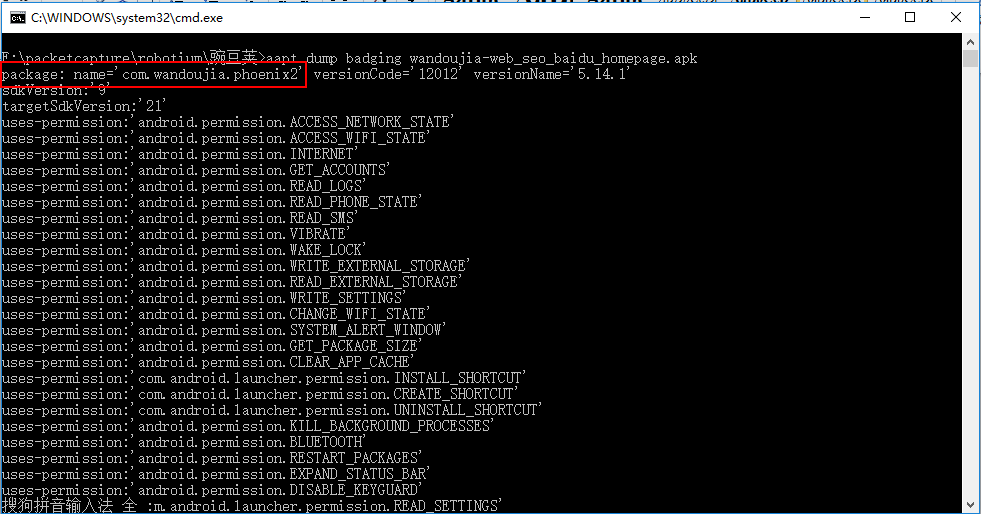 C:\WINDOWS\system32\cmd.exe
E:\packetcapture\robotium\豌豆荚>aapt dump badging wandoujia-web_seo_baidu_homepage.apk
package: name='com.wandoujia.phoenix2' versionCode='12012' versionName='5.14.1'
sdkVersion:'9'
targetSdkVersion:'21'
uses-permission:'android.permission.ACCESS_NETWORK_STATE'
uses-permission:'android.permission.ACCESS_WIFI_STATE'
uses-permission:'android.permission.INTERNET'
uses-permission:'android.permission.GET_ACCOUNTS'
uses-permission:'android.permission.READ_LOGS'
uses-permission:'android.permission.READ_PHONE_STATE'
uses-permission:'android.permission.READ_SMS'
uses-permission:'android.permission.VIBRATE'
uses-permission:'android.permission.WAKE_LOCK'
uses-permission:'android.permission.WRITE_EXTERNAL_STORAGE'
uses-permission:'android.permission.READ_EXTERNAL_STORAGE'
uses-permission:'android.permission.WRITE_SETTINGS'
uses-permission:'android.permission.CHANGE_WIFI_STATE'
uses-permission:'android.permission.SYSTEM_ALERT_WINDOW'
uses-permission:'android.permission.GET_PACKAGE_SIZE'
uses-permission:'android.permission.CLEAR_APP_CACHE'
uses-permission:'com.android.launcher.permission.INSTALL_SHORTCUT'
uses-permission:'com.android.launcher.permission.CREATE_SHORTCUT'
uses-permission:'com.android.launcher.permission.UNINSTALL_SHORTCUT'
uses-permission:'android.permission.KILL_BACKGROUND_PROCESSES'
uses-permission:'android.permission.BLUETOOTH'
uses-permission:'android.permission.RESTART_PACKAGES'
uses-permission:'android.permission.EXPAND_STATUS_BAR'
uses-permission:'android.permission.DISABLE_KEYGUARD'
搜狗拼音输入法 全 :m.android.launcher.permission.READ_SETTINGS'